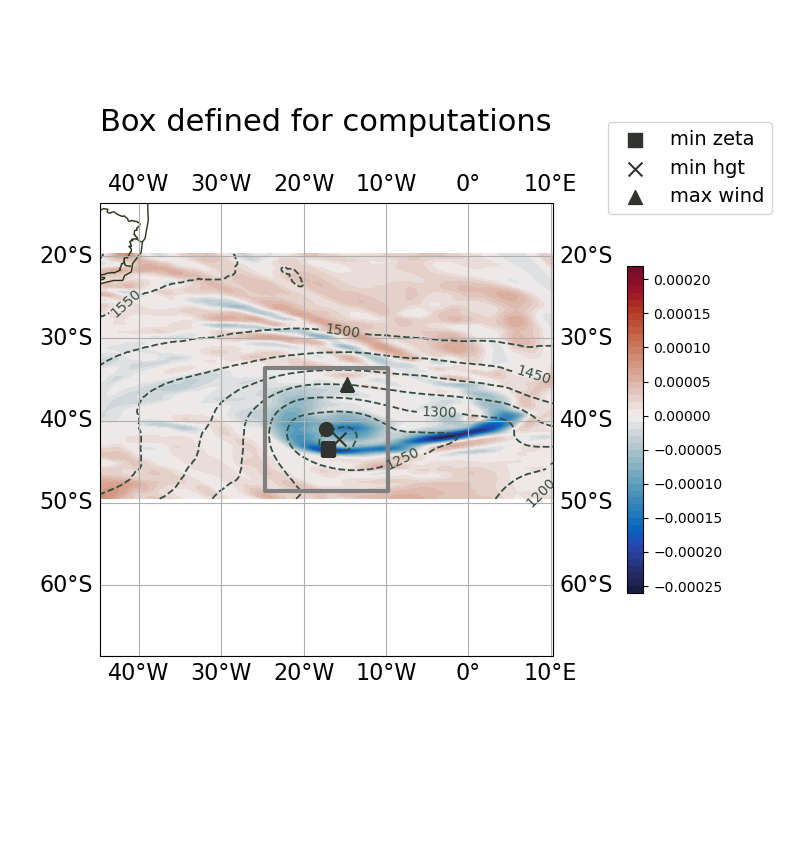 Box defined for computations
min zeta
min hgt
max wind
40°W 30°W 20°W 10°W 0° 10°E
20°S 20°S
30°S 30°S
40°S 40°S
50°S 50°S
60°S 60°S
40°W 30°W 20°W 10°W 0° 10°E
1550
1500
1450
1300
1250
1200
0.00020
0.00015
0.00010
0.00005
0.00000
−0.00005
−0.00010
−0.00015
−0.00020
−0.00025